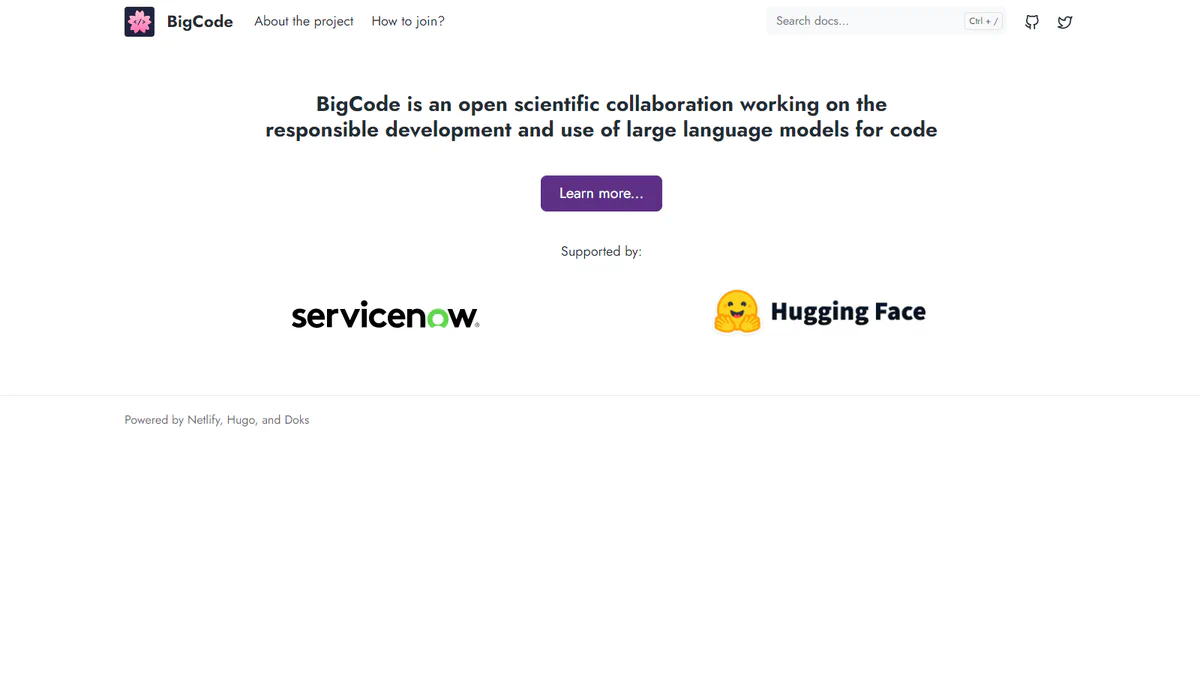 BigCode About the project How to join? Search docs... Ctrl + /
BigCode is an open scientific collaboration working on the
responsible development and use of large language models for code
Learn more...
Supported by:
servicenow® Hugging Face
Powered by Netlify, Hugo, and Doks